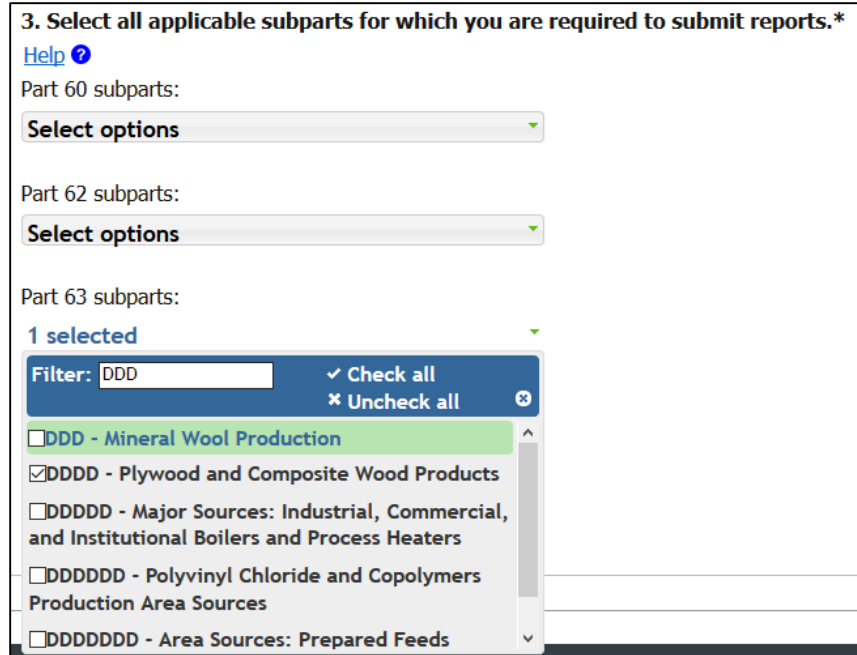 3. Select all applicable subparts for which you are required to submit reports.*
Help ?
Part 60 subparts:
Select options
Part 62 subparts:
Select options
Part 63 subparts:
1 selected
Filter: DDD
Check all
Uncheck all
DDD - Mineral Wool Production
DDDD - Plywood and Composite Wood Products
DDDDD - Major Sources: Industrial, Commercial,
and Institutional Boilers and Process Heaters
DDDDDD - Polyvinyl Chloride and Copolymers
Production Area Sources
DDDDDDD - Area Sources: Prepared Feeds